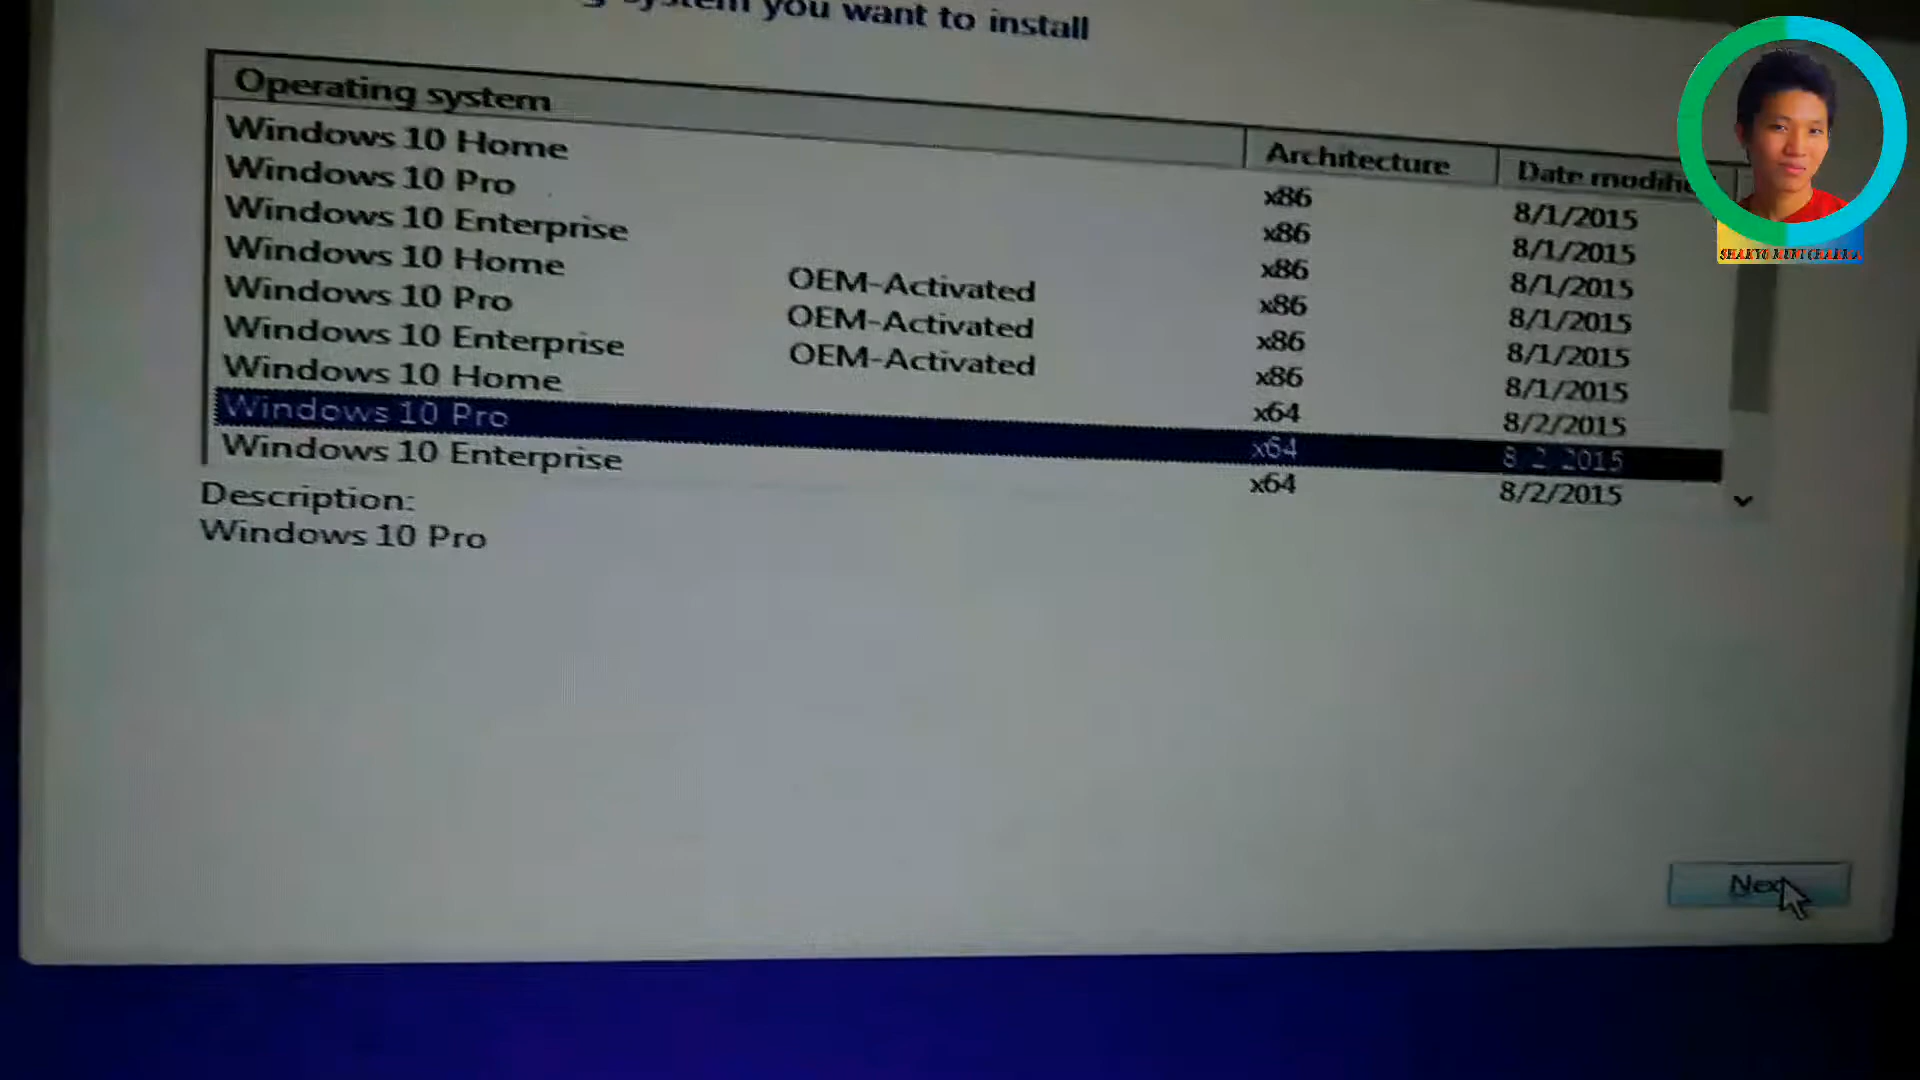 system you want to install
Operating system Architecture Date modifi
Windows 10 Home x86 8/1/2015
Windows 10 Pro x86 8/1/2015
Windows 10 Enterprise x86 8/1/2015
Windows 10 Home OEM-Activated x86 8/1/2015
Windows 10 Pro OEM-Activated x86 8/1/2015
Windows 10 Enterprise OEM-Activated x86 8/1/2015
Windows 10 Home x64 8/2/2015
Windows 10 Pro x64 8/2/2015
Windows 10 Enterprise x64 8/2/2015
Description:
Windows 10 Pro
Next